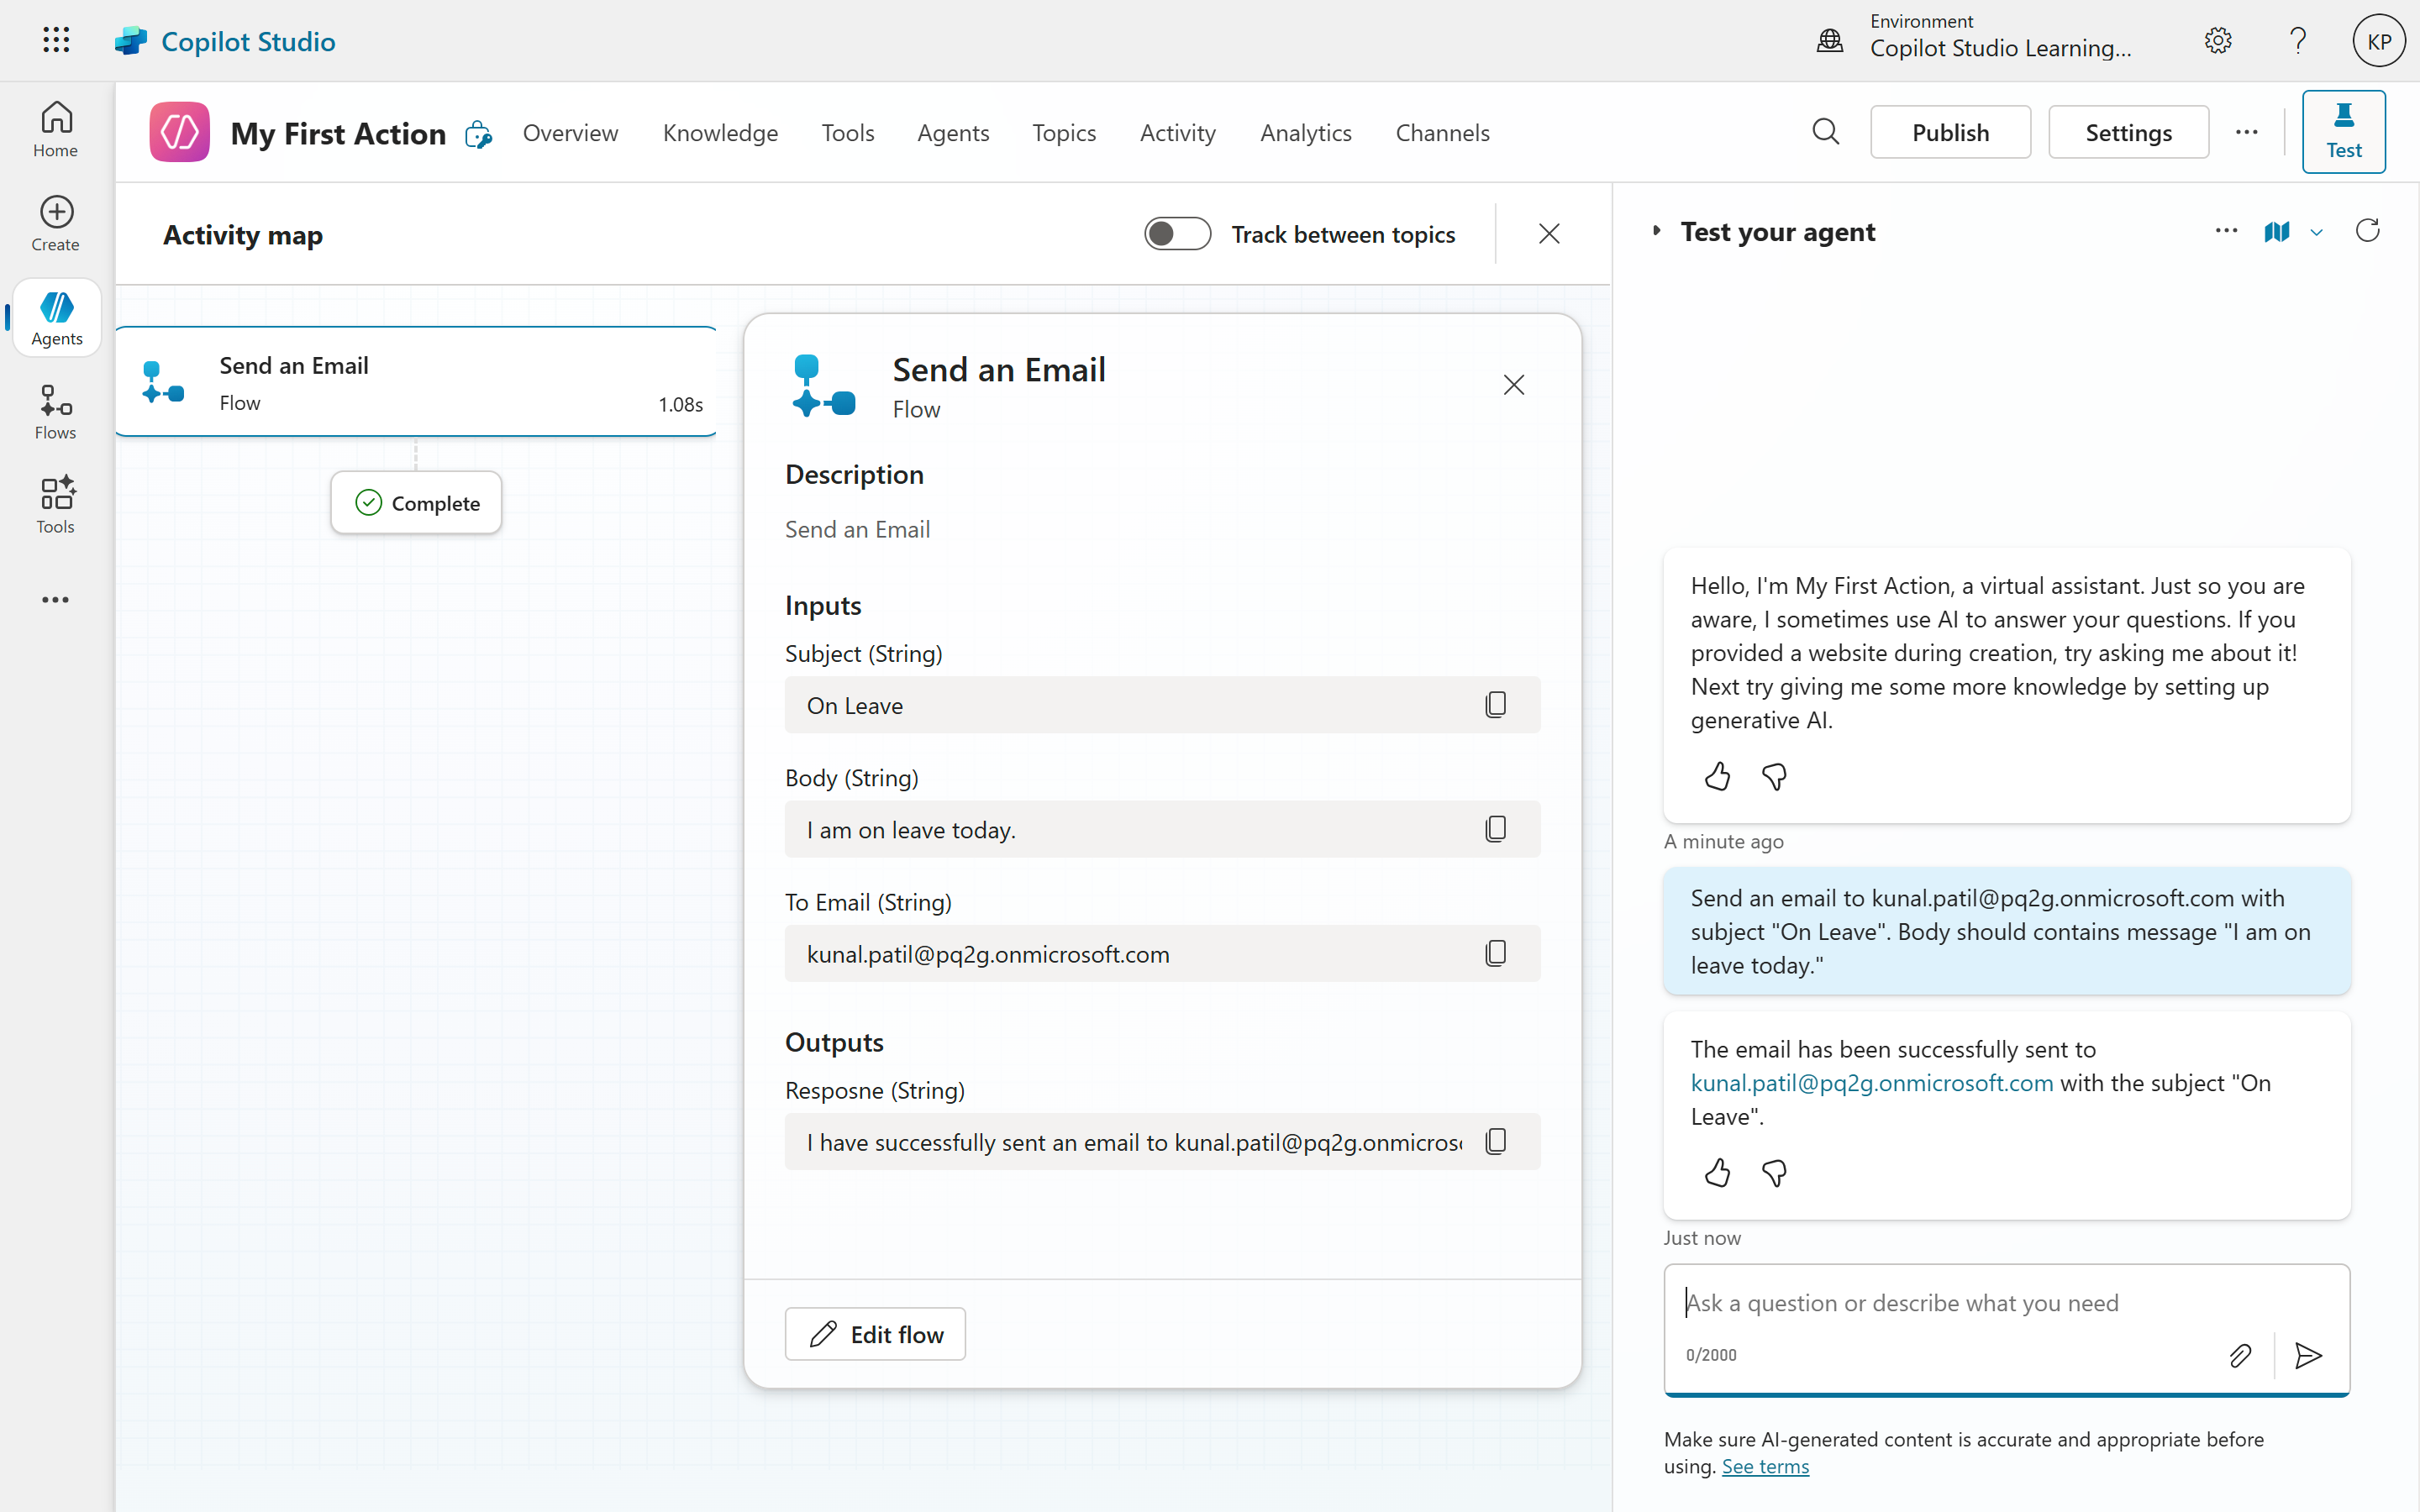 Copilot Studio
Environment
Copilot Studio Learning...
KP
Home
Create
Agents
Flows
Tools
My First Action
Overview
Knowledge
Tools
Agents
Topics
Activity
Analytics
Channels
Publish
Settings
Test
Activity map
Track between topics
Send an Email
Flow
1.08s
Complete
Send an Email
Flow
Description
Send an Email
Inputs
Subject (String)
On Leave
Body (String)
I am on leave today.
To Email (String)
kunal.patil@pq2g.onmicrosoft.com
Outputs
Resposne (String)
I have successfully sent an email to kunal.patil@pq2g.onmicroso
Edit flow
Test your agent
Hello, I'm My First Action, a virtual assistant. Just so you are
aware, I sometimes use AI to answer your questions. If you
provided a website during creation, try asking me about it!
Next try giving me some more knowledge by setting up
generative AI.
A minute ago
Send an email to kunal.patil@pq2g.onmicrosoft.com with
subject "On Leave". Body should contains message "I am on
leave today."
The email has been successfully sent to
kunal.patil@pq2g.onmicrosoft.com with the subject "On
Leave".
Just now
Ask a question or describe what you need
0/2000
Make sure AI-generated content is accurate and appropriate before
using. See terms